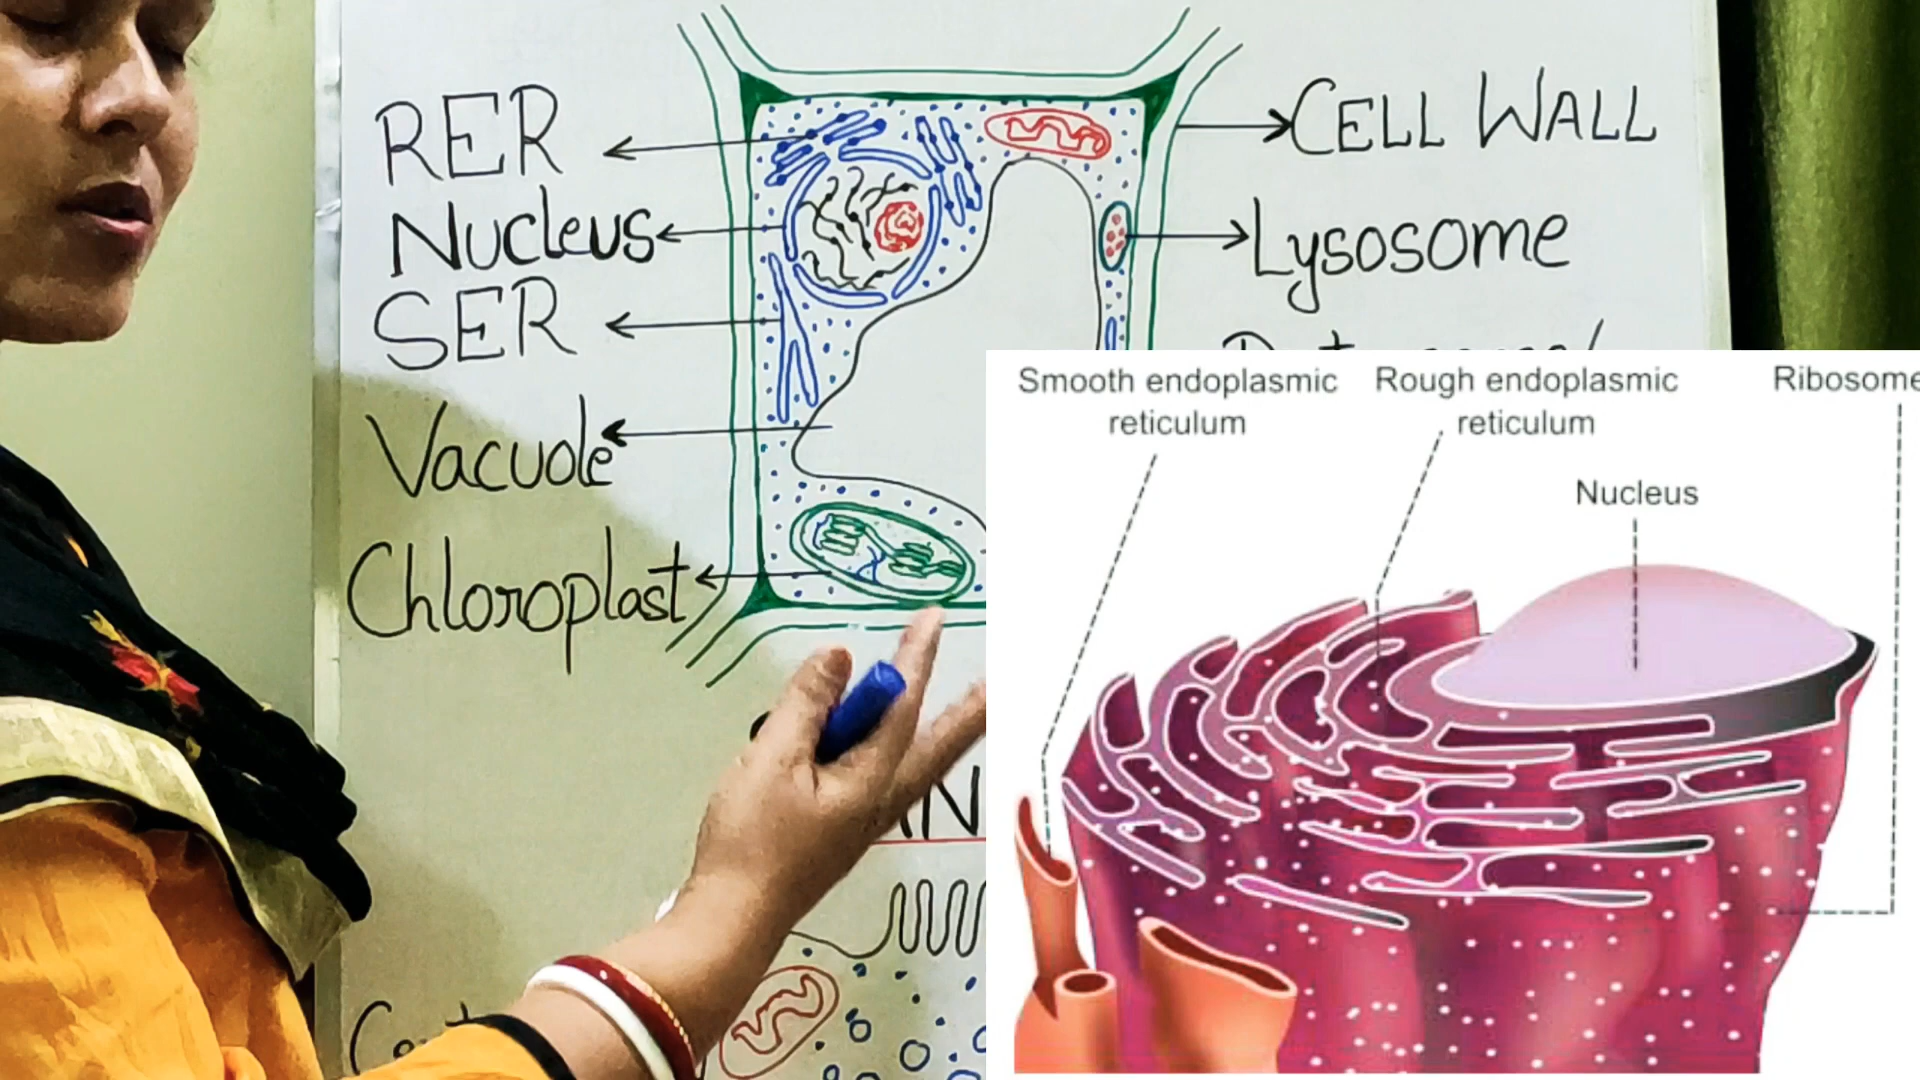 RER
Nucleus
SER
Vacuole
Chloroplast
CELL WALL
Lysosome
Smooth endoplasmic
reticulum
Rough endoplasmic
reticulum
Ribosome
Nucleus